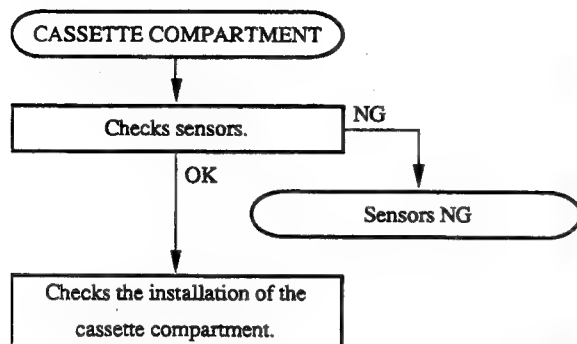 CASSETTE COMPARTMENT
Checks sensors.
NG
OK
Sensors NG
Checks the installation of the
cassette compartment.